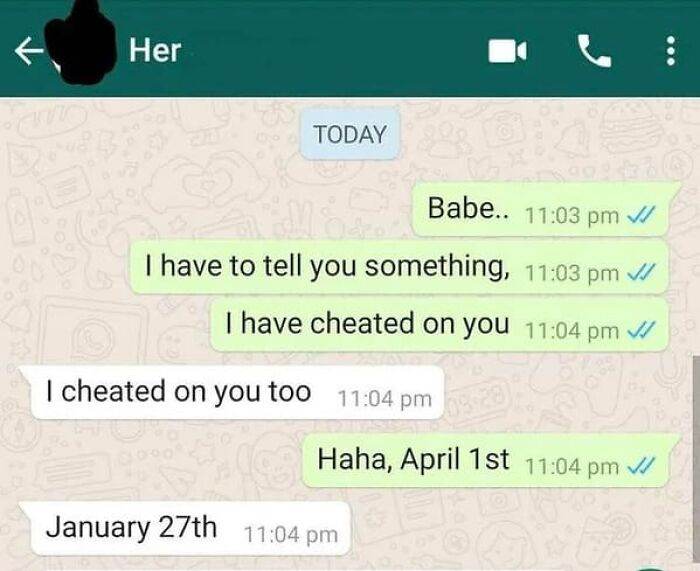 Her
TODAY
Babe.. 11:03 pm
I have to tell you something, 11:03 pm
I have cheated on you 11:04 pm
I cheated on you too 11:04 pm
Haha, April 1st 11:04 pm
January 27th 11:04 pm